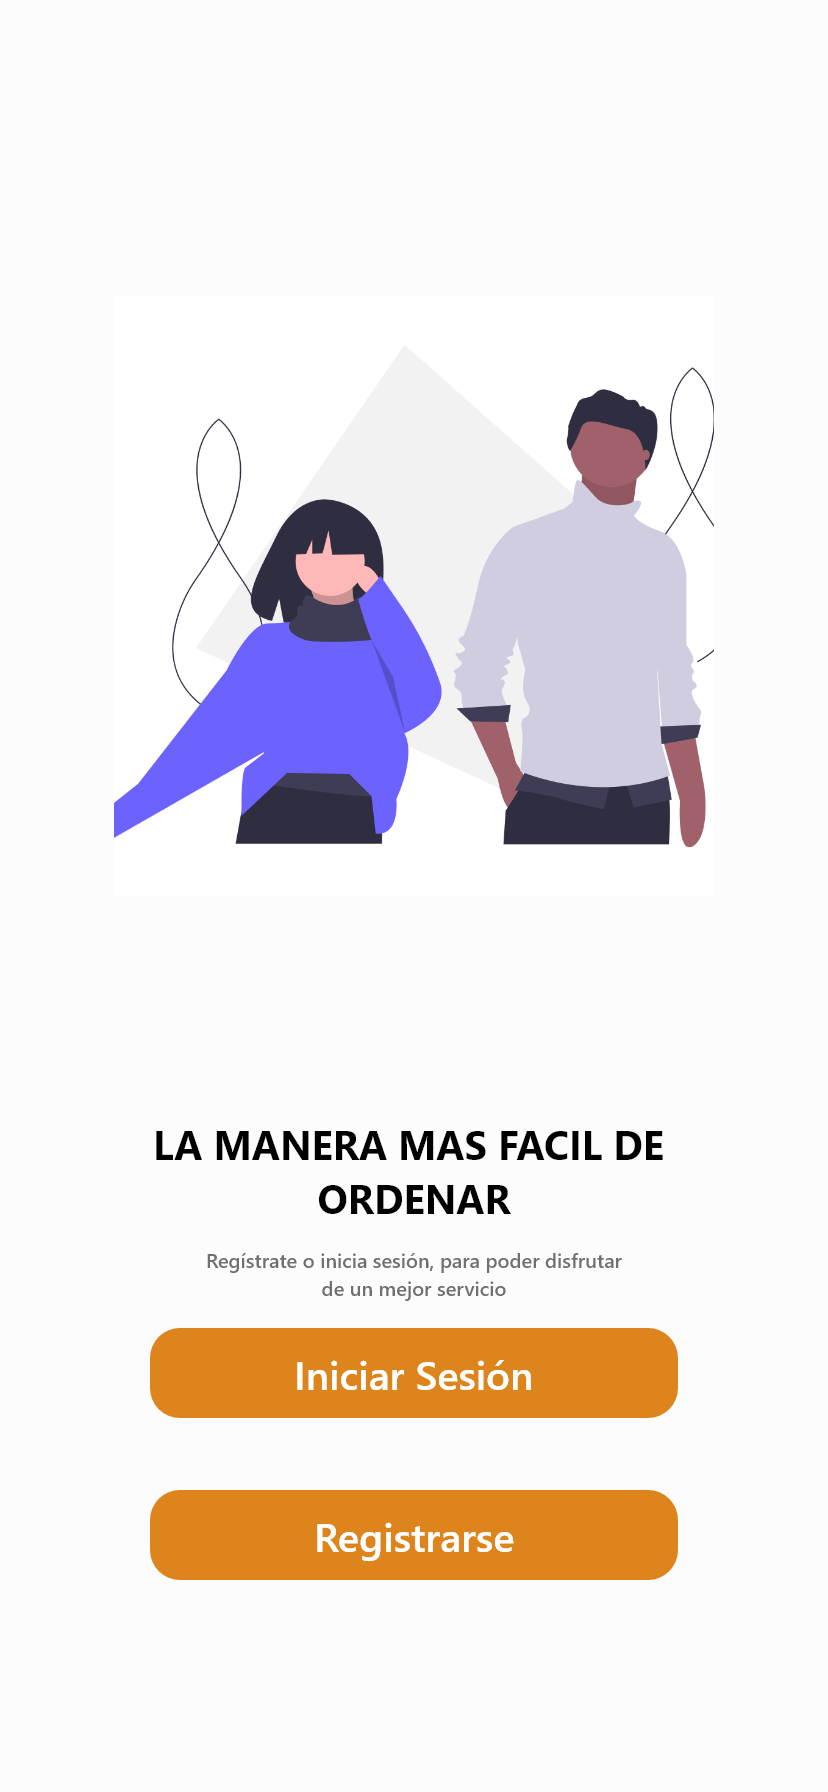 LA MANERA MAS FACIL DE
ORDENAR
Regístrate o inicia sesión, para poder disfrutar
de un mejor servicio
Iniciar Sesión
Registrarse